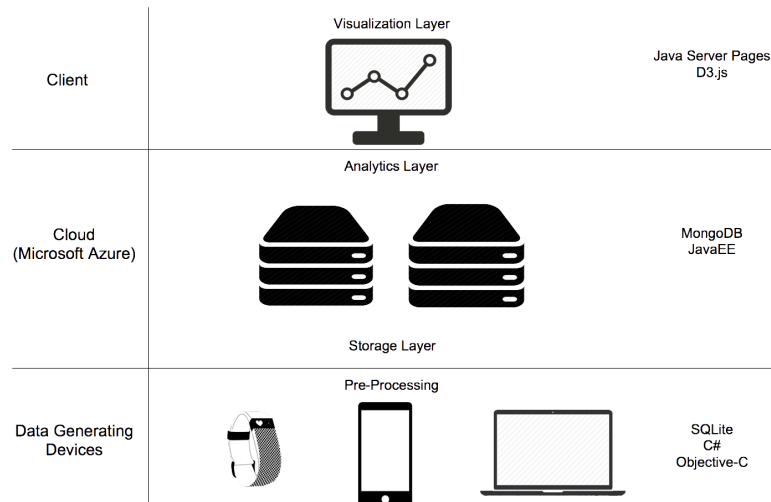 Visualization Layer
Client
Java Server Pages
D3.js
Analytics Layer
Cloud
(Microsoft Azure)
MongoDB
JavaEE
Storage Layer
Pre-Processing
Data Generating
Devices
SQLite
C#
Objective-C